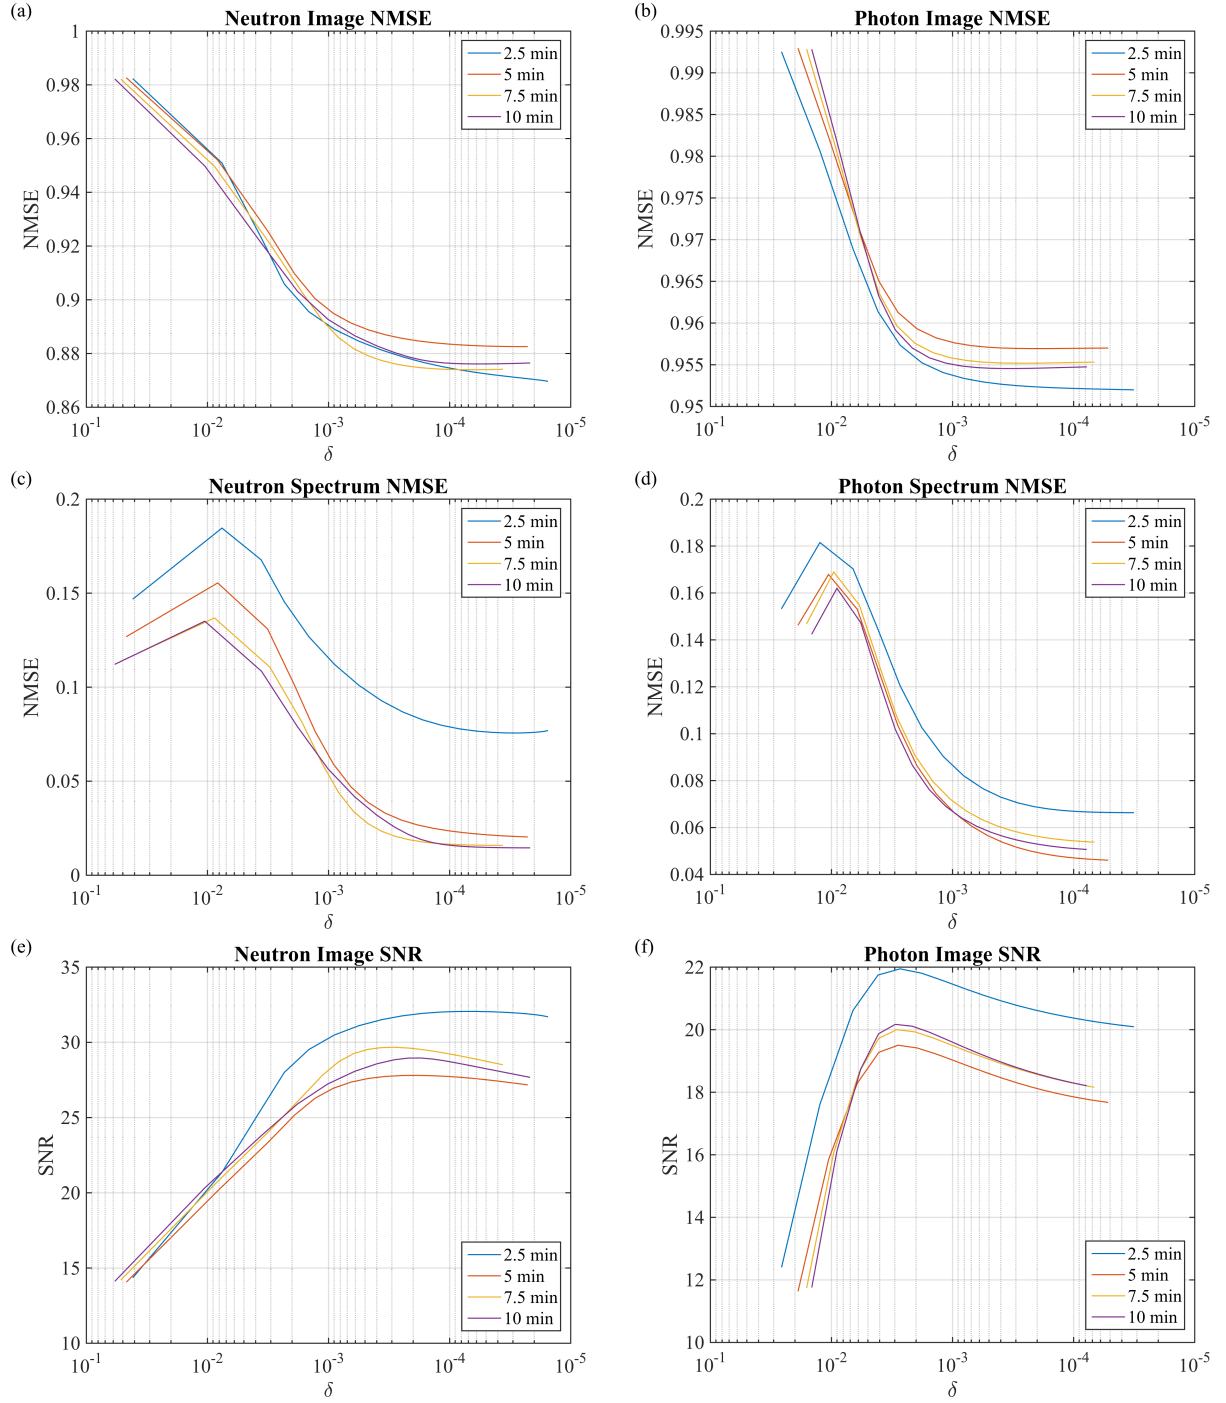 (a)
Neutron Image NMSE
1
0.98
0.96
0.94
0.92
0.9
0.88
0.86
NMSE
10-1
10-2
10-3
10-4
10-5
δ
2.5 min
5 min
7.5 min
10 min
(b)
Photon Image NMSE
0.995
0.99
0.985
0.98
0.975
0.97
0.965
0.96
0.955
0.95
NMSE
10-1
10-2
10-3
10-4
10-5
δ
2.5 min
5 min
7.5 min
10 min
(c)
Neutron Spectrum NMSE
0.2
0.15
0.1
0.05
0
NMSE
10-1
10-2
10-3
10-4
10-5
δ
2.5 min
5 min
7.5 min
10 min
(d)
Photon Spectrum NMSE
0.2
0.18
0.16
0.14
0.12
0.1
0.08
0.06
0.04
NMSE
10-1
10-2
10-3
10-4
10-5
δ
2.5 min
5 min
7.5 min
10 min
(e)
Neutron Image SNR
35
30
25
20
15
10
SNR
10-1
10-2
10-3
10-4
10-5
δ
2.5 min
5 min
7.5 min
10 min
(f)
Photon Image SNR
22
20
18
16
14
12
10
SNR
10-1
10-2
10-3
10-4
10-5
δ
2.5 min
5 min
7.5 min
10 min